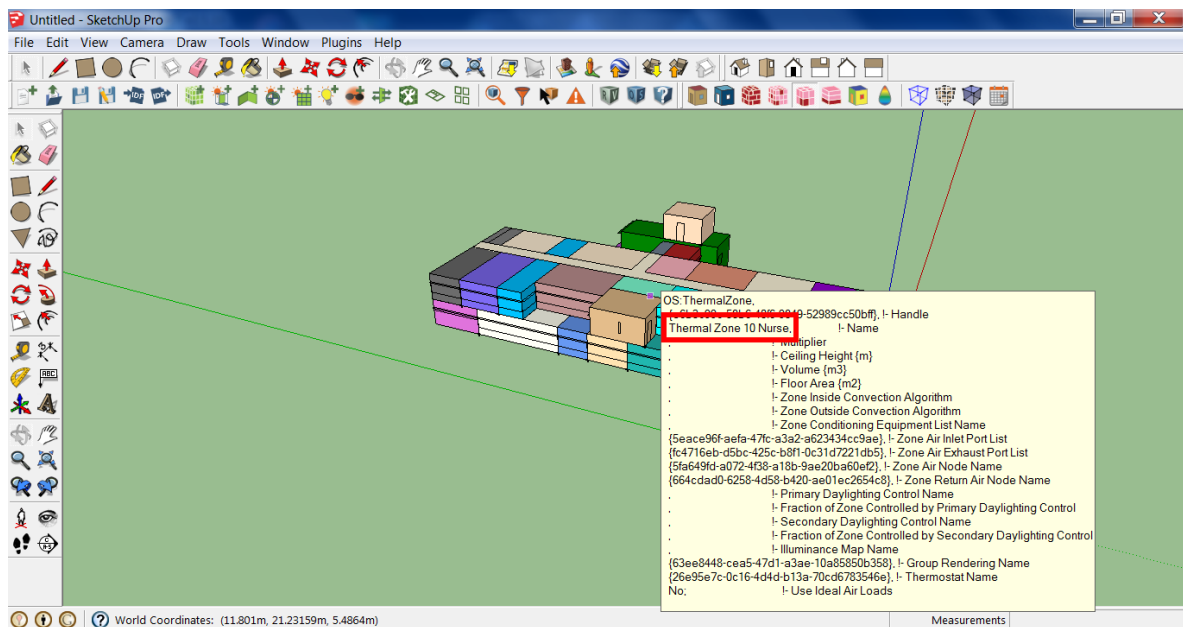 Untitled - SketchUp Pro
File Edit View Camera Draw Tools Window Plugins Help
OS:ThermalZone,
!- Handle
Thermal Zone 10 Nurse, !- Name
, !- Multiplier
, !- Ceiling Height {m}
, !- Volume {m3}
, !- Floor Area {m2}
, !- Zone Inside Convection Algorithm
, !- Zone Outside Convection Algorithm
, !- Zone Conditioning Equipment List Name
{5eace96f-aefa-47fc-a3a2-a623434cc9ae}, !- Zone Air Inlet Port List
{fc4716eb-d5bc-425c-b8f1-0c31d7221db5}, !- Zone Air Exhaust Port List
{5fa649fd-a072-4f38-a18b-9ae20ba60ef2}, !- Zone Air Node Name
{664cdad0-6258-4d58-b420-ae01ec2654c8}, !- Zone Return Air Node Name
, !- Primary Daylighting Control Name
, !- Fraction of Zone Controlled by Primary Daylighting Control
, !- Secondary Daylighting Control Name
, !- Fraction of Zone Controlled by Secondary Daylighting Control
, !- Illuminance Map Name
{63ee8448-cea5-47d1-a3ae-10a85850b358}, !- Group Rendering Name
{26e95e7c-0c16-4d4d-b13a-70cd6783546e}, !- Thermostat Name
No; !- Use Ideal Air Loads
World Coordinates: (11.801m, 21.23159m, 5.4864m)
Measurements